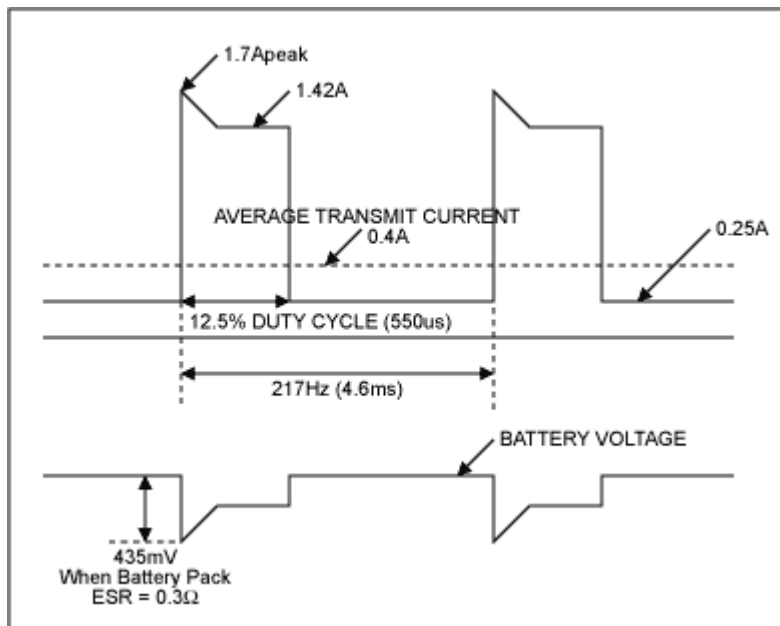 1.7Apeak
1.42A
AVERAGE TRANSMIT CURRENT
0.4A
0.25A
12.5% DUTY CYCLE (550us)
217Hz (4.6ms)
BATTERY VOLTAGE
435mV
When Battery Pack
ESR = 0.3Ω